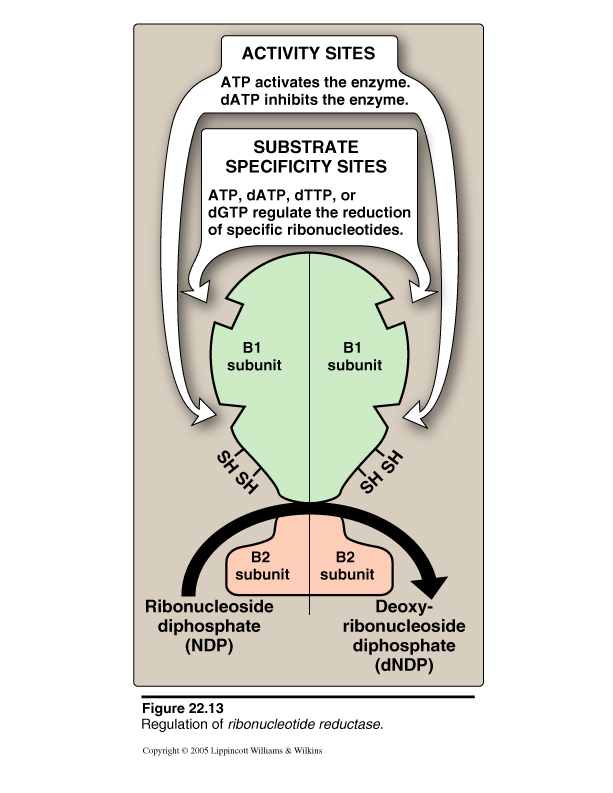 ACTIVITY SITES
ATP activates the enzyme.
dATP inhibits the enzyme.
SUBSTRATE
SPECIFICITY SITES
ATP, dATP, dTTP, or
dGTP regulate the reduction
of specific ribonucleotides.
B1
subunit
B1
subunit
SH SH
SH SH
B2
subunit
B2
subunit
Ribonucleoside
diphosphate
(NDP)
Deoxy-
ribonucleoside
diphosphate
(dNDP)
Figure 22.13
Regulation of ribonucleotide reductase.
Copyright © 2005 Lippincott Williams & Wilkins